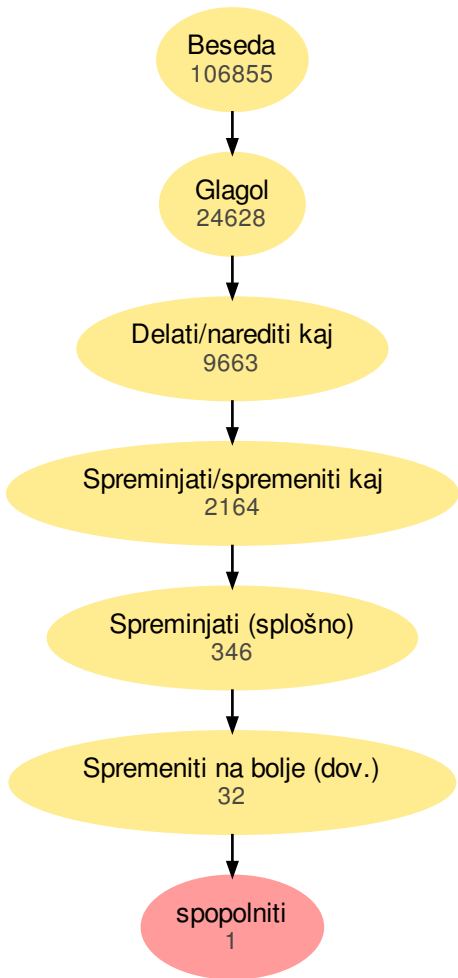 Beseda
106855
Glagol
24628
Delati/narediti kaj
9663
Spreminjati/spremeniti kaj
2164
Spreminjati (splošno)
346
Spremeniti na bolje (dov.)
32
spopolniti
1